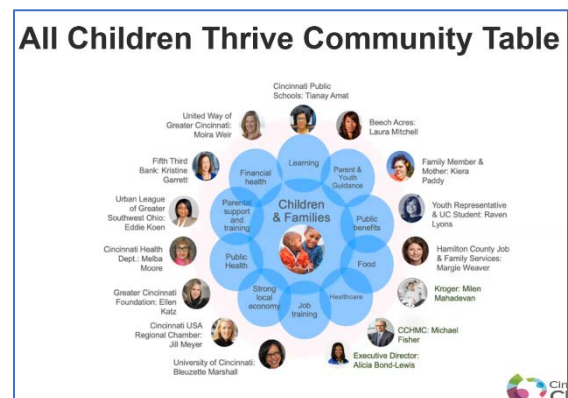 All Children Thrive Community Table
Cincinnati Public
Schools: Tianay Amat
United Way of
Greater Cincinnati:
Moira Weir
Beech Acres:
Laura Mitchell
Fifth Third
Bank: Kristine
Garrett
Family Member &
Mother: Kiera
Paddy
Urban League
of Greater
Southwest Ohio:
Eddie Koen
Youth Representative
& UC Student: Raven
Lyons
Cincinnati Health
Dept.: Melba
Moore
Hamilton County Job
& Family Services:
Margie Weaver
Greater Cincinnati
Foundation: Ellen
Katz
Kroger: Milen
Mahadevan
Cincinnati USA
Regional Chamber:
Jill Meyer
CCHMC: Michael
Fisher
University of Cincinnati:
Bleuzette Marshall
Executive Director:
Alicia Bond-Lewis
Learning
Financial
health
Parent &
Youth
Guidance
Parental
support
and
training
Children
& Families
Public
benefits
Public
Health
Food
Strong
local
economy
Job
training
Healthcare